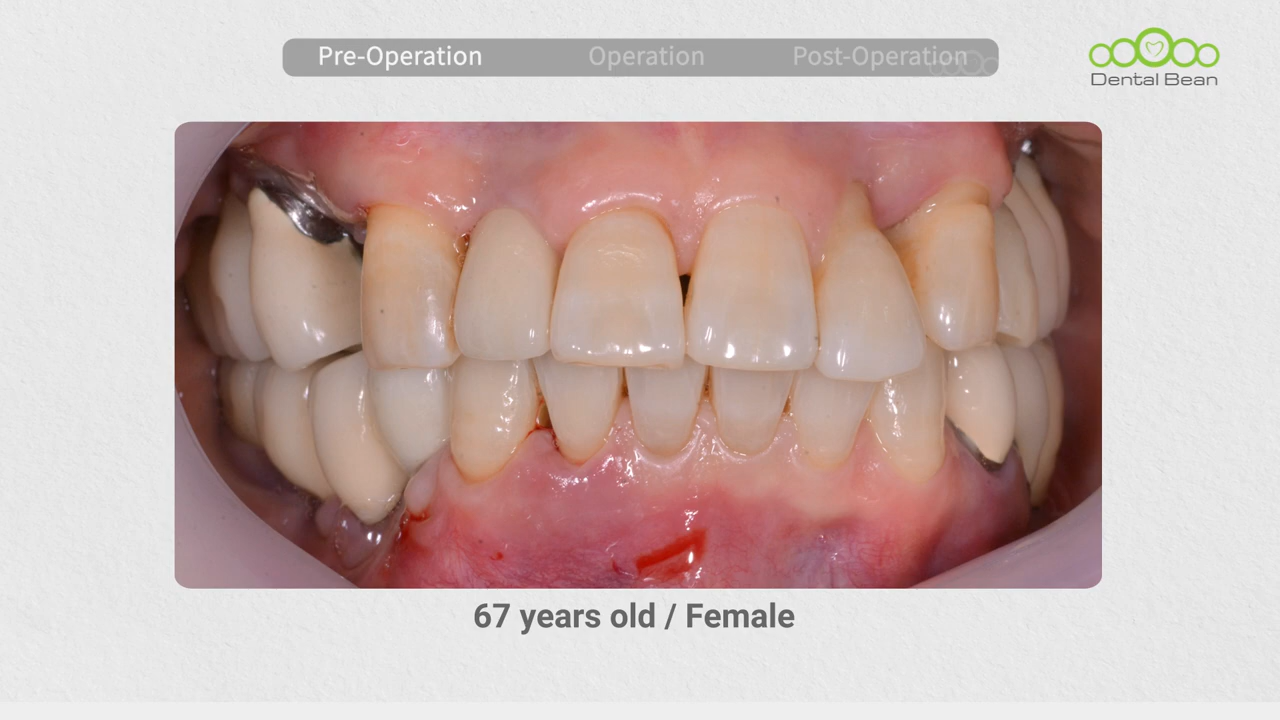 Pre-Operation Operation Post-Operation
Dental Bean
67 years old / Female